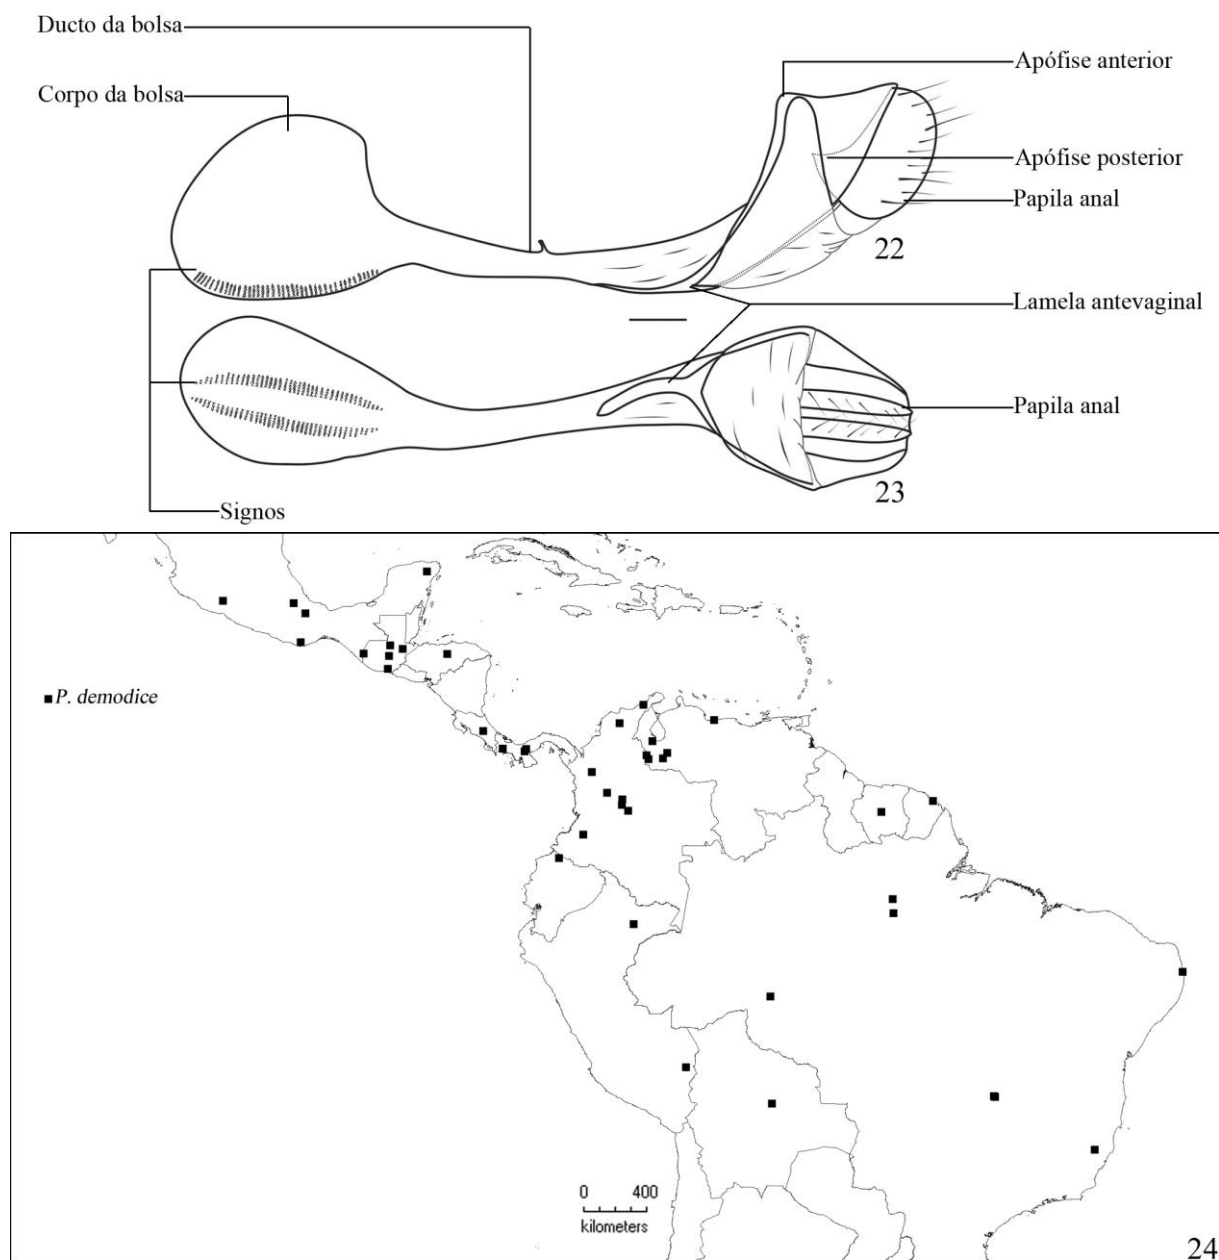 Ducto da bolsa
Corpo da bolsa
Apófise anterior
Apófise posterior
Papila anal
22
Lamela antevaginal
Papila anal
23
Signos
P. demodice
0 400
kilometers
24